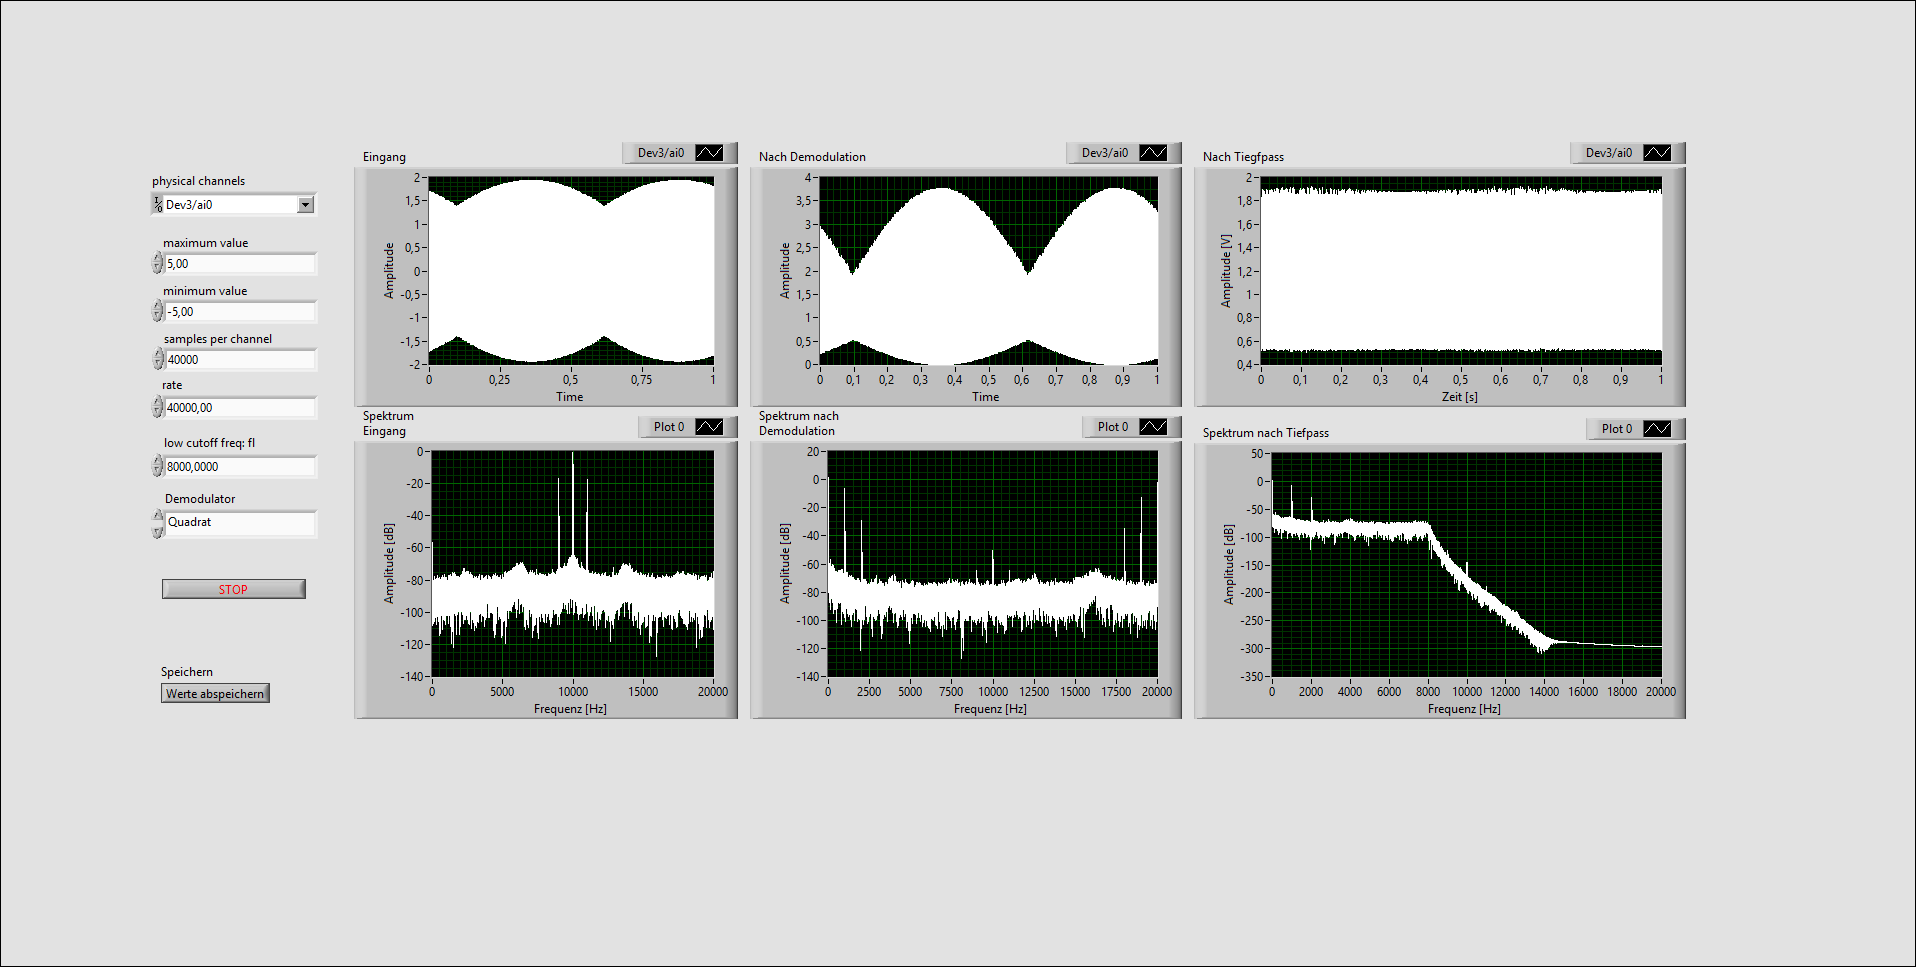 physical channels
Dev3/ai0
maximum value
5,00
minimum value
-5,00
samples per channel
40000
rate
40000,00
low cutoff freq: fl
8000,0000
Demodulator
Quadrat
STOP
Speichern
Werte abspeichern
Eingang
Dev3/ai0
Amplitude
2
1,5
1
0,5
0
-0,5
-1
-1,5
-2
0 0,25 0,5 0,75 1
Time
Nach Demodulation
Dev3/ai0
Amplitude
4
3,5
3
2,5
2
1,5
1
0,5
0
0 0,1 0,2 0,3 0,4 0,5 0,6 0,7 0,8 0,9 1
Time
Nach Tiegfpass
Dev3/ai0
Amplitude [V]
2
1,8
1,6
1,4
1,2
1
0,8
0,6
0,4
0 0,1 0,2 0,3 0,4 0,5 0,6 0,7 0,8 0,9 1
Zeit [s]
Spektrum
Eingang
Plot 0
Amplitude [dB]
0
-20
-40
-60
-80
-100
-120
-140
0 5000 10000 15000 20000
Frequenz [Hz]
Spektrum nach
Demodulation
Plot 0
Amplitude [dB]
20
0
-20
-40
-60
-80
-100
-120
-140
0 2500 5000 7500 10000 12500 15000 17500 20000
Frequenz [Hz]
Spektrum nach Tiefpass
Plot 0
Amplitude [dB]
50
0
-50
-100
-150
-200
-250
-300
-350
0 2000 4000 6000 8000 10000 12000 14000 16000 18000 20000
Frequenz [Hz]